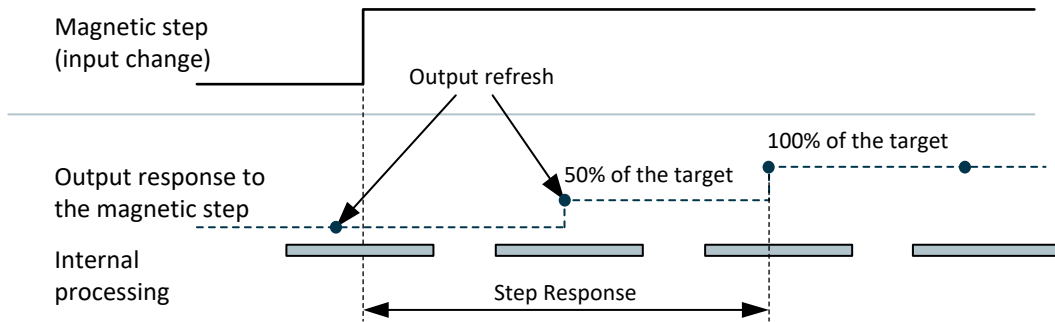 Magnetic step
(input change)
Output refresh
100% of the target
50% of the target
Output response to
the magnetic step
Internal
processing
Step Response